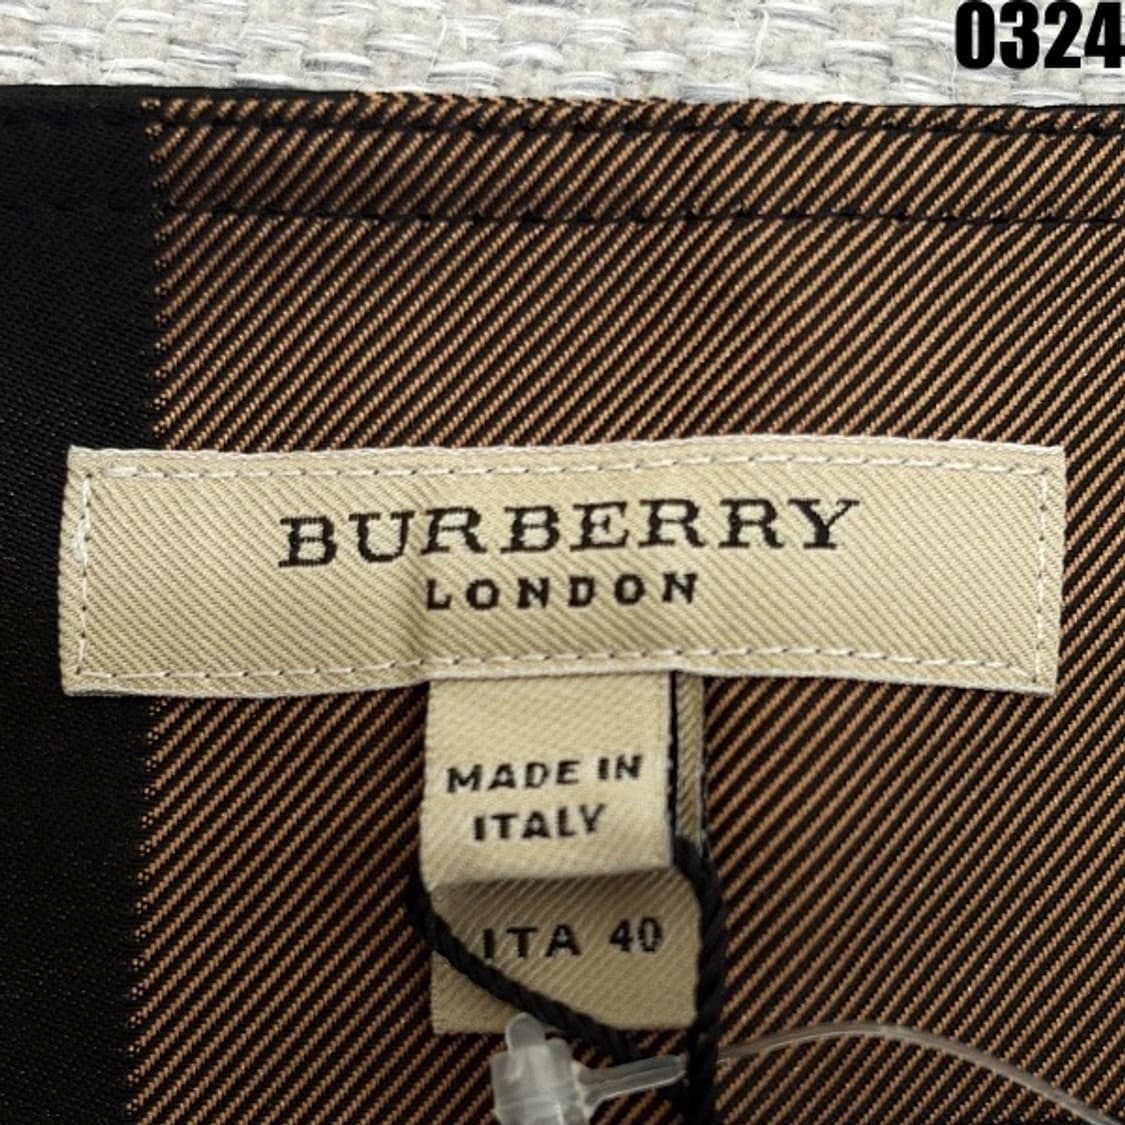 0324
BURBERRY
LONDON
MADE IN
ITALY
ITA 40